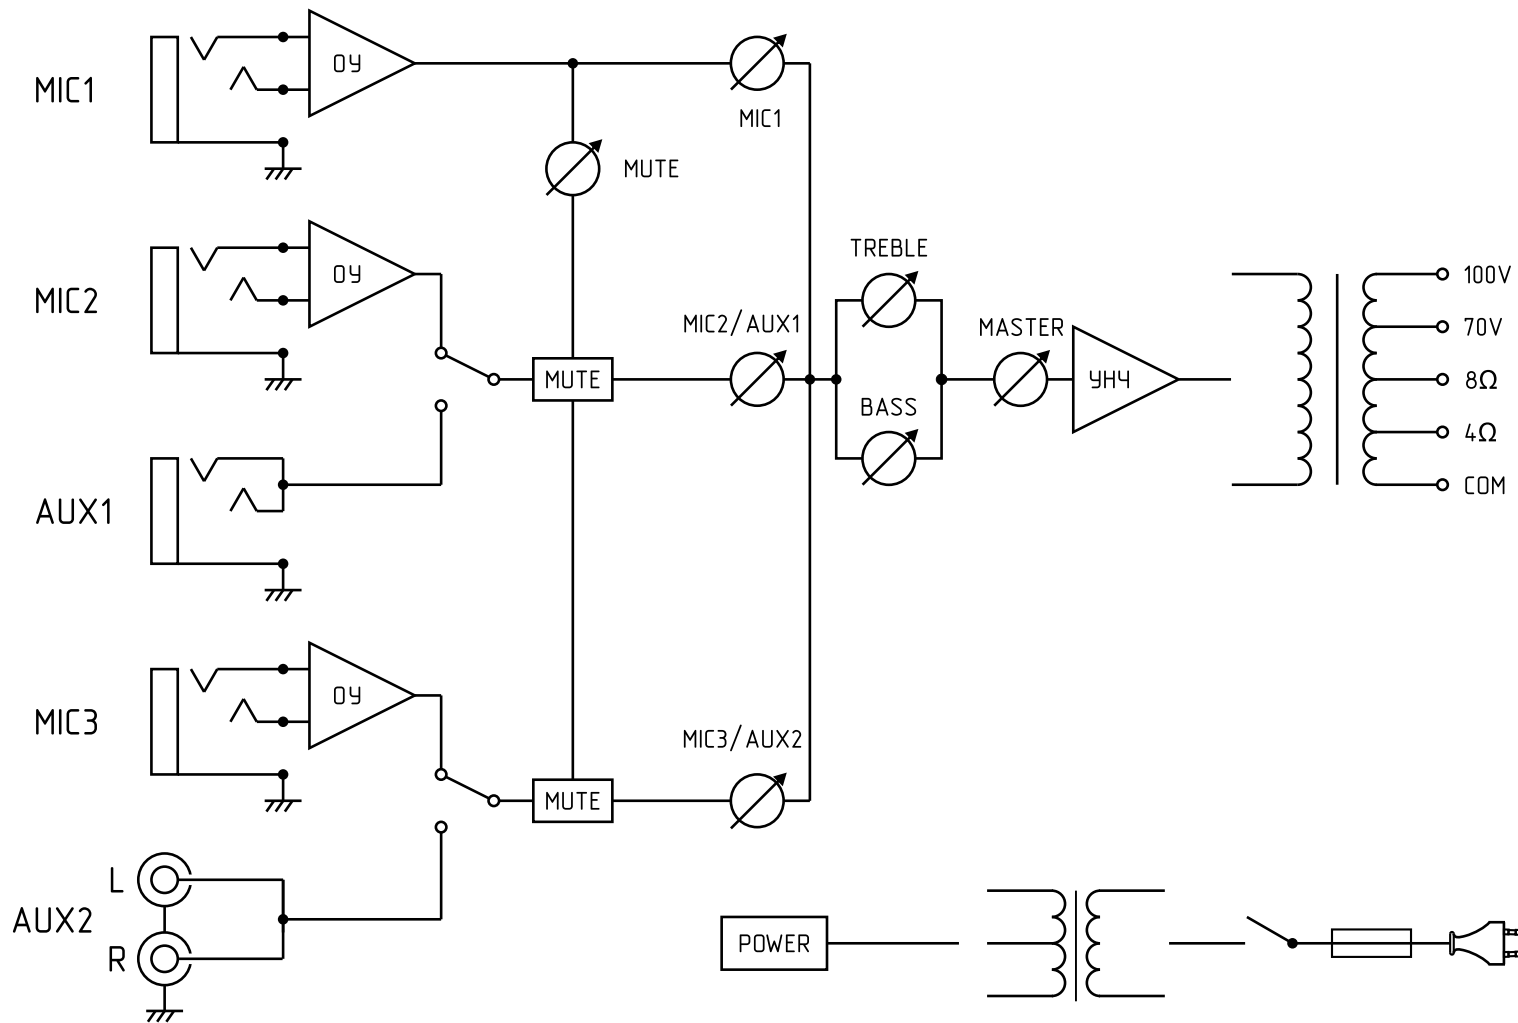 MIC1
ОУ
MIC1
MUTE
MIC2
ОУ
MIC2/AUX1
MUTE
TREBLE
BASS
MASTER
УНЧ
100V
70V
8Ω
4Ω
COM
AUX1
MIC3
ОУ
MIC3/AUX2
MUTE
L
AUX2
R
POWER